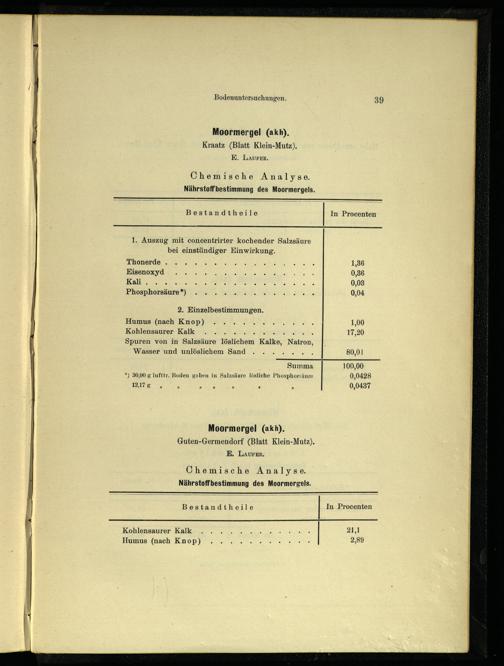 Bodenuntersuchungen. 39
Moormergel (akh).
Kraatz (Blatt Klein-Mutz).
E. Laufer.
Chemische Analyse.
Nährstoffbestimmung des Moormergels.
Bestandtheile In Procenten
1. Auszug mit concentrirter kochender Salzsäure
bei einstündiger Einwirkung.
Thonerde . . . . . . . . . . . . . . . . 1,36
Eisenoxyd . . . . . . . . . . . . . . . 0,36
Kali . . . . . . . . . . . . . . . . . . 0,03
Phosphorsäure*) . . . . . . . . . . . . . 0,04
2. Einzelbestimmungen.
Humus (nach Knop) . . . . . . . . . . . 1,00
Kohlensaurer Kalk . . . . . . . . . . . . 17,20
Spuren von in Salzsäure löslichem Kalke, Natron,
Wasser und unlöslichem Sand . . . . . . . 80,01
Summa 100,00
*) 30,00 g lufttr. Boden gaben in Salzsäure lösliche Phosphorsäure 0,0428
12,17 g „ „ „ „ „ „ 0,0437
Moormergel (akh).
Guten-Germendorf (Blatt Klein-Mutz).
E. Laufer.
Chemische Analyse.
Nährstoffbestimmung des Moormergels.
Bestandtheile In Procenten
Kohlensaurer Kalk . . . . . . . . . . . . 21,1
Humus (nach Knop) . . . . . . . . . . . 2,89